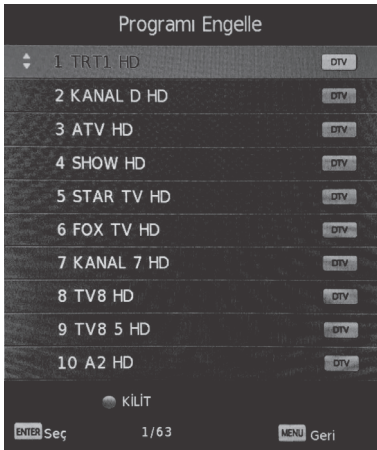 Programı Engelle
1 TRT1 HD DTV
2 KANAL D HD DTV
3 ATV HD DTV
4 SHOW HD DTV
5 STAR TV HD DTV
6 FOX TV HD DTV
7 KANAL 7 HD DTV
8 TV8 HD DTV
9 TV8 5 HD DTV
10 A2 HD DTV
KİLİT
ENTER Seç 1/63 MENU Geri